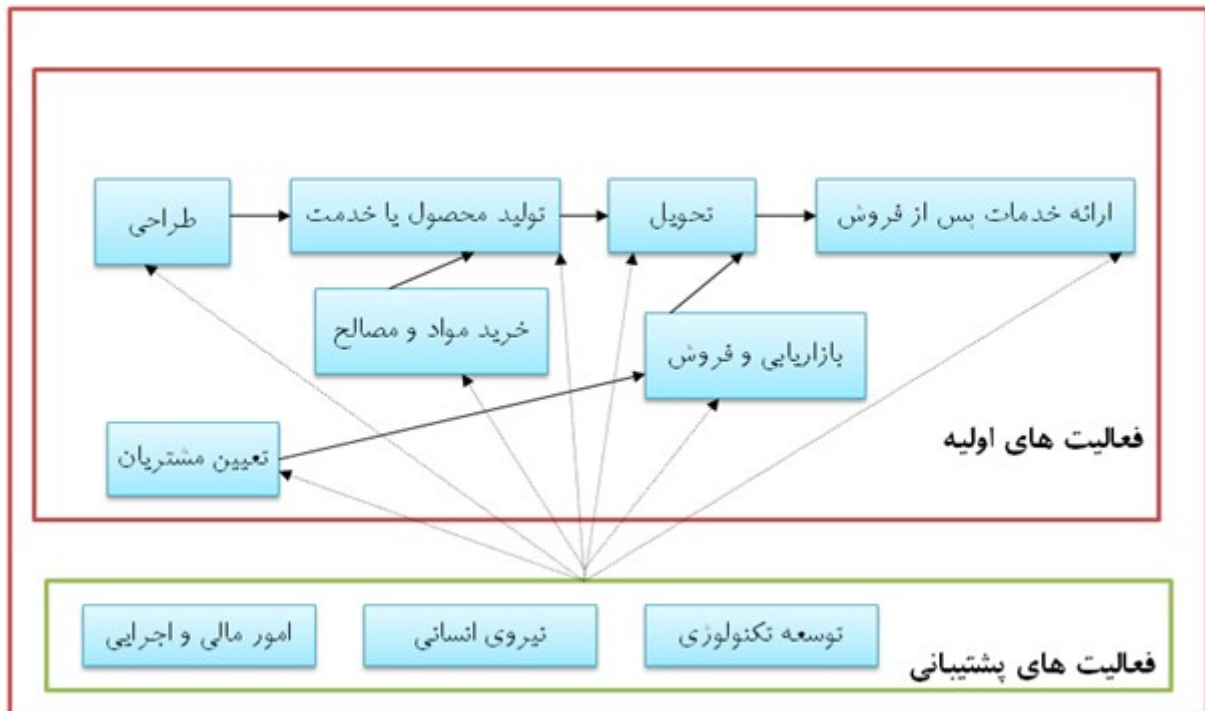 طراحی
تولید محصول یا خدمت
تحویل
ارائه خدمات پس از فروش
خرید مواد و مصالح
بازاریابی و فروش
تعیین مشتریان
فعالیت های اولیه
امور مالی و اجرایی
نیروی انسانی
توسعه تکنولوژی
فعالیت های پشتیبانی